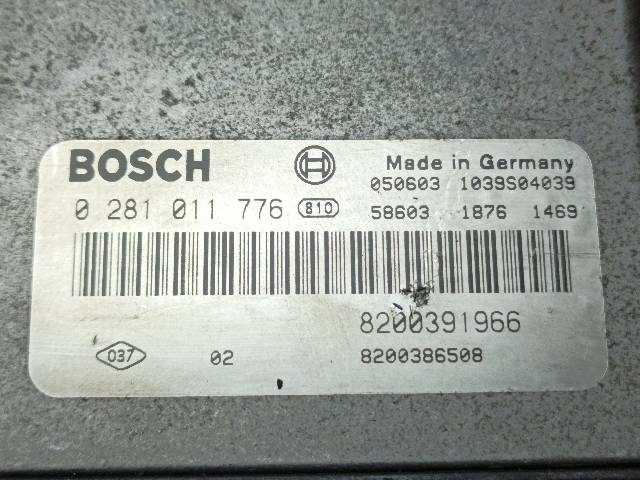 BOSCH
Made in Germany
050603 1039S04039
0 281 011 776 810
58603 1876 1469
8200391966
037 02 8200386508